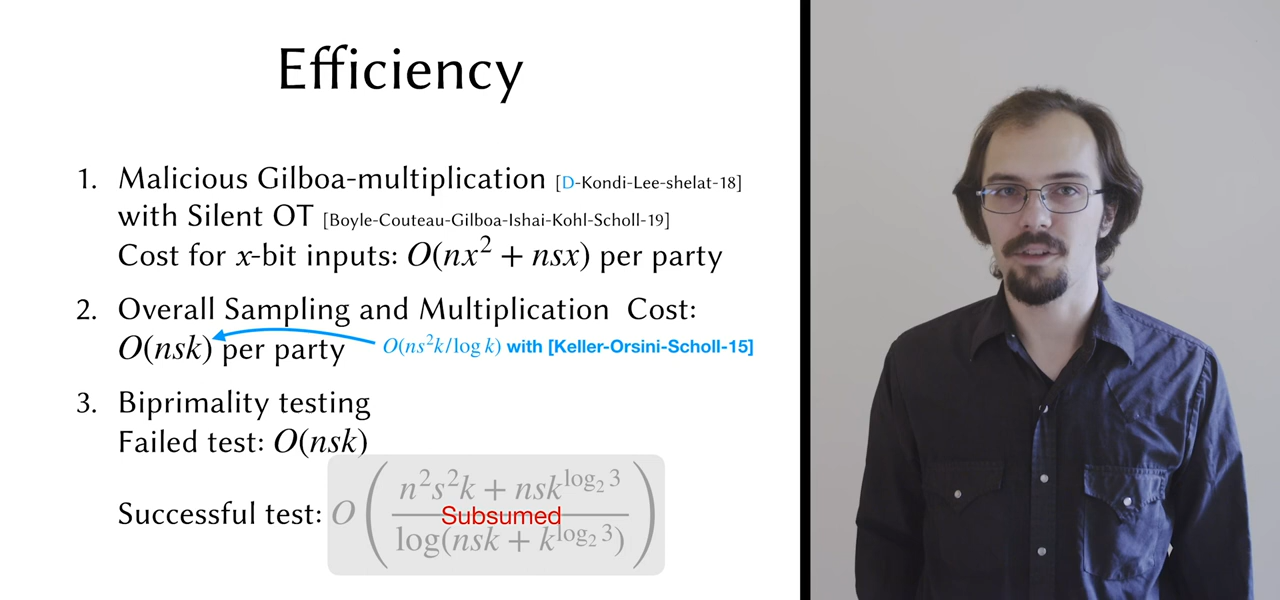 Efficiency
1. Malicious Gilboa-multiplication [D-Kondi-Lee-shelat-18]
with Silent OT [Boyle-Couteau-Gilboa-Ishai-Kohl-Scholl-19]
Cost for x-bit inputs: O(nx² + nsx) per party
2. Overall Sampling and Multiplication Cost:
O(nsk) per party O(ns²k/log k) with [Keller-Orsini-Scholl-15]
3. Biprimality testing
Failed test: O(nsk)
Successful test: O( (n²s²k + nsk^{log₂ 3}) / (log(nsk + k^{log₂ 3})) )
Subsumed